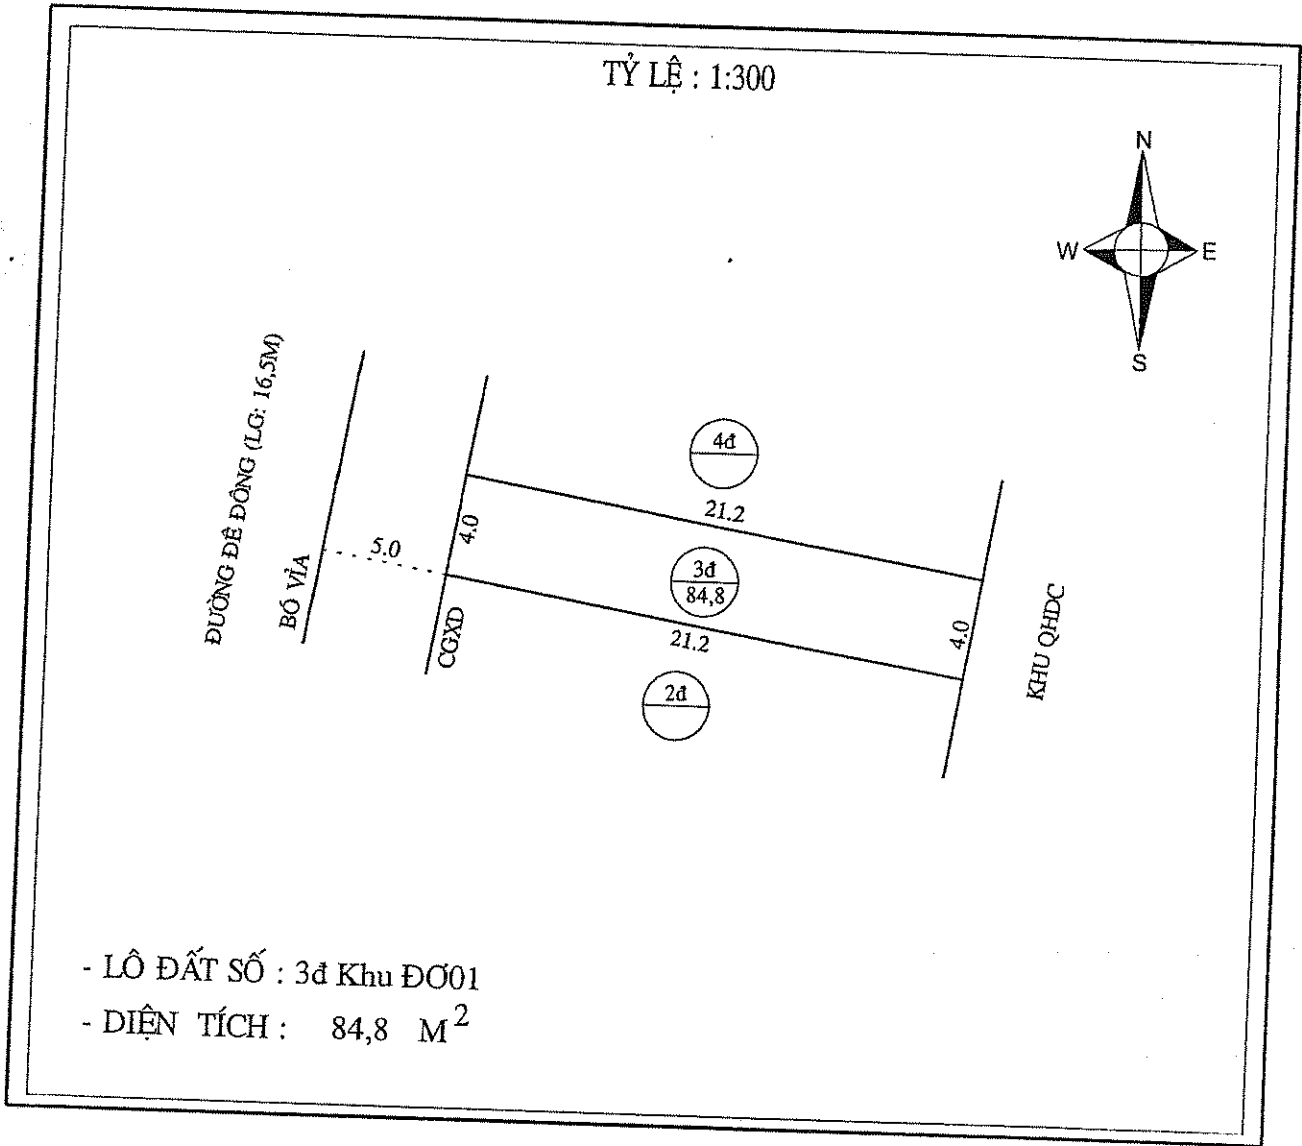 TỶ LỆ : 1:300
N
W
E
S
ĐƯỜNG ĐÊ ĐÔNG (LG: 16,5M)
BÓ VỈA
5.0
4.0
CGXD
4đ
21.2
3đ
84,8
21.2
2đ
4.0
KHU QHDC
- LÔ ĐẤT SỐ : 3đ Khu ĐƠ01
- DIỆN TÍCH : 84,8 M²